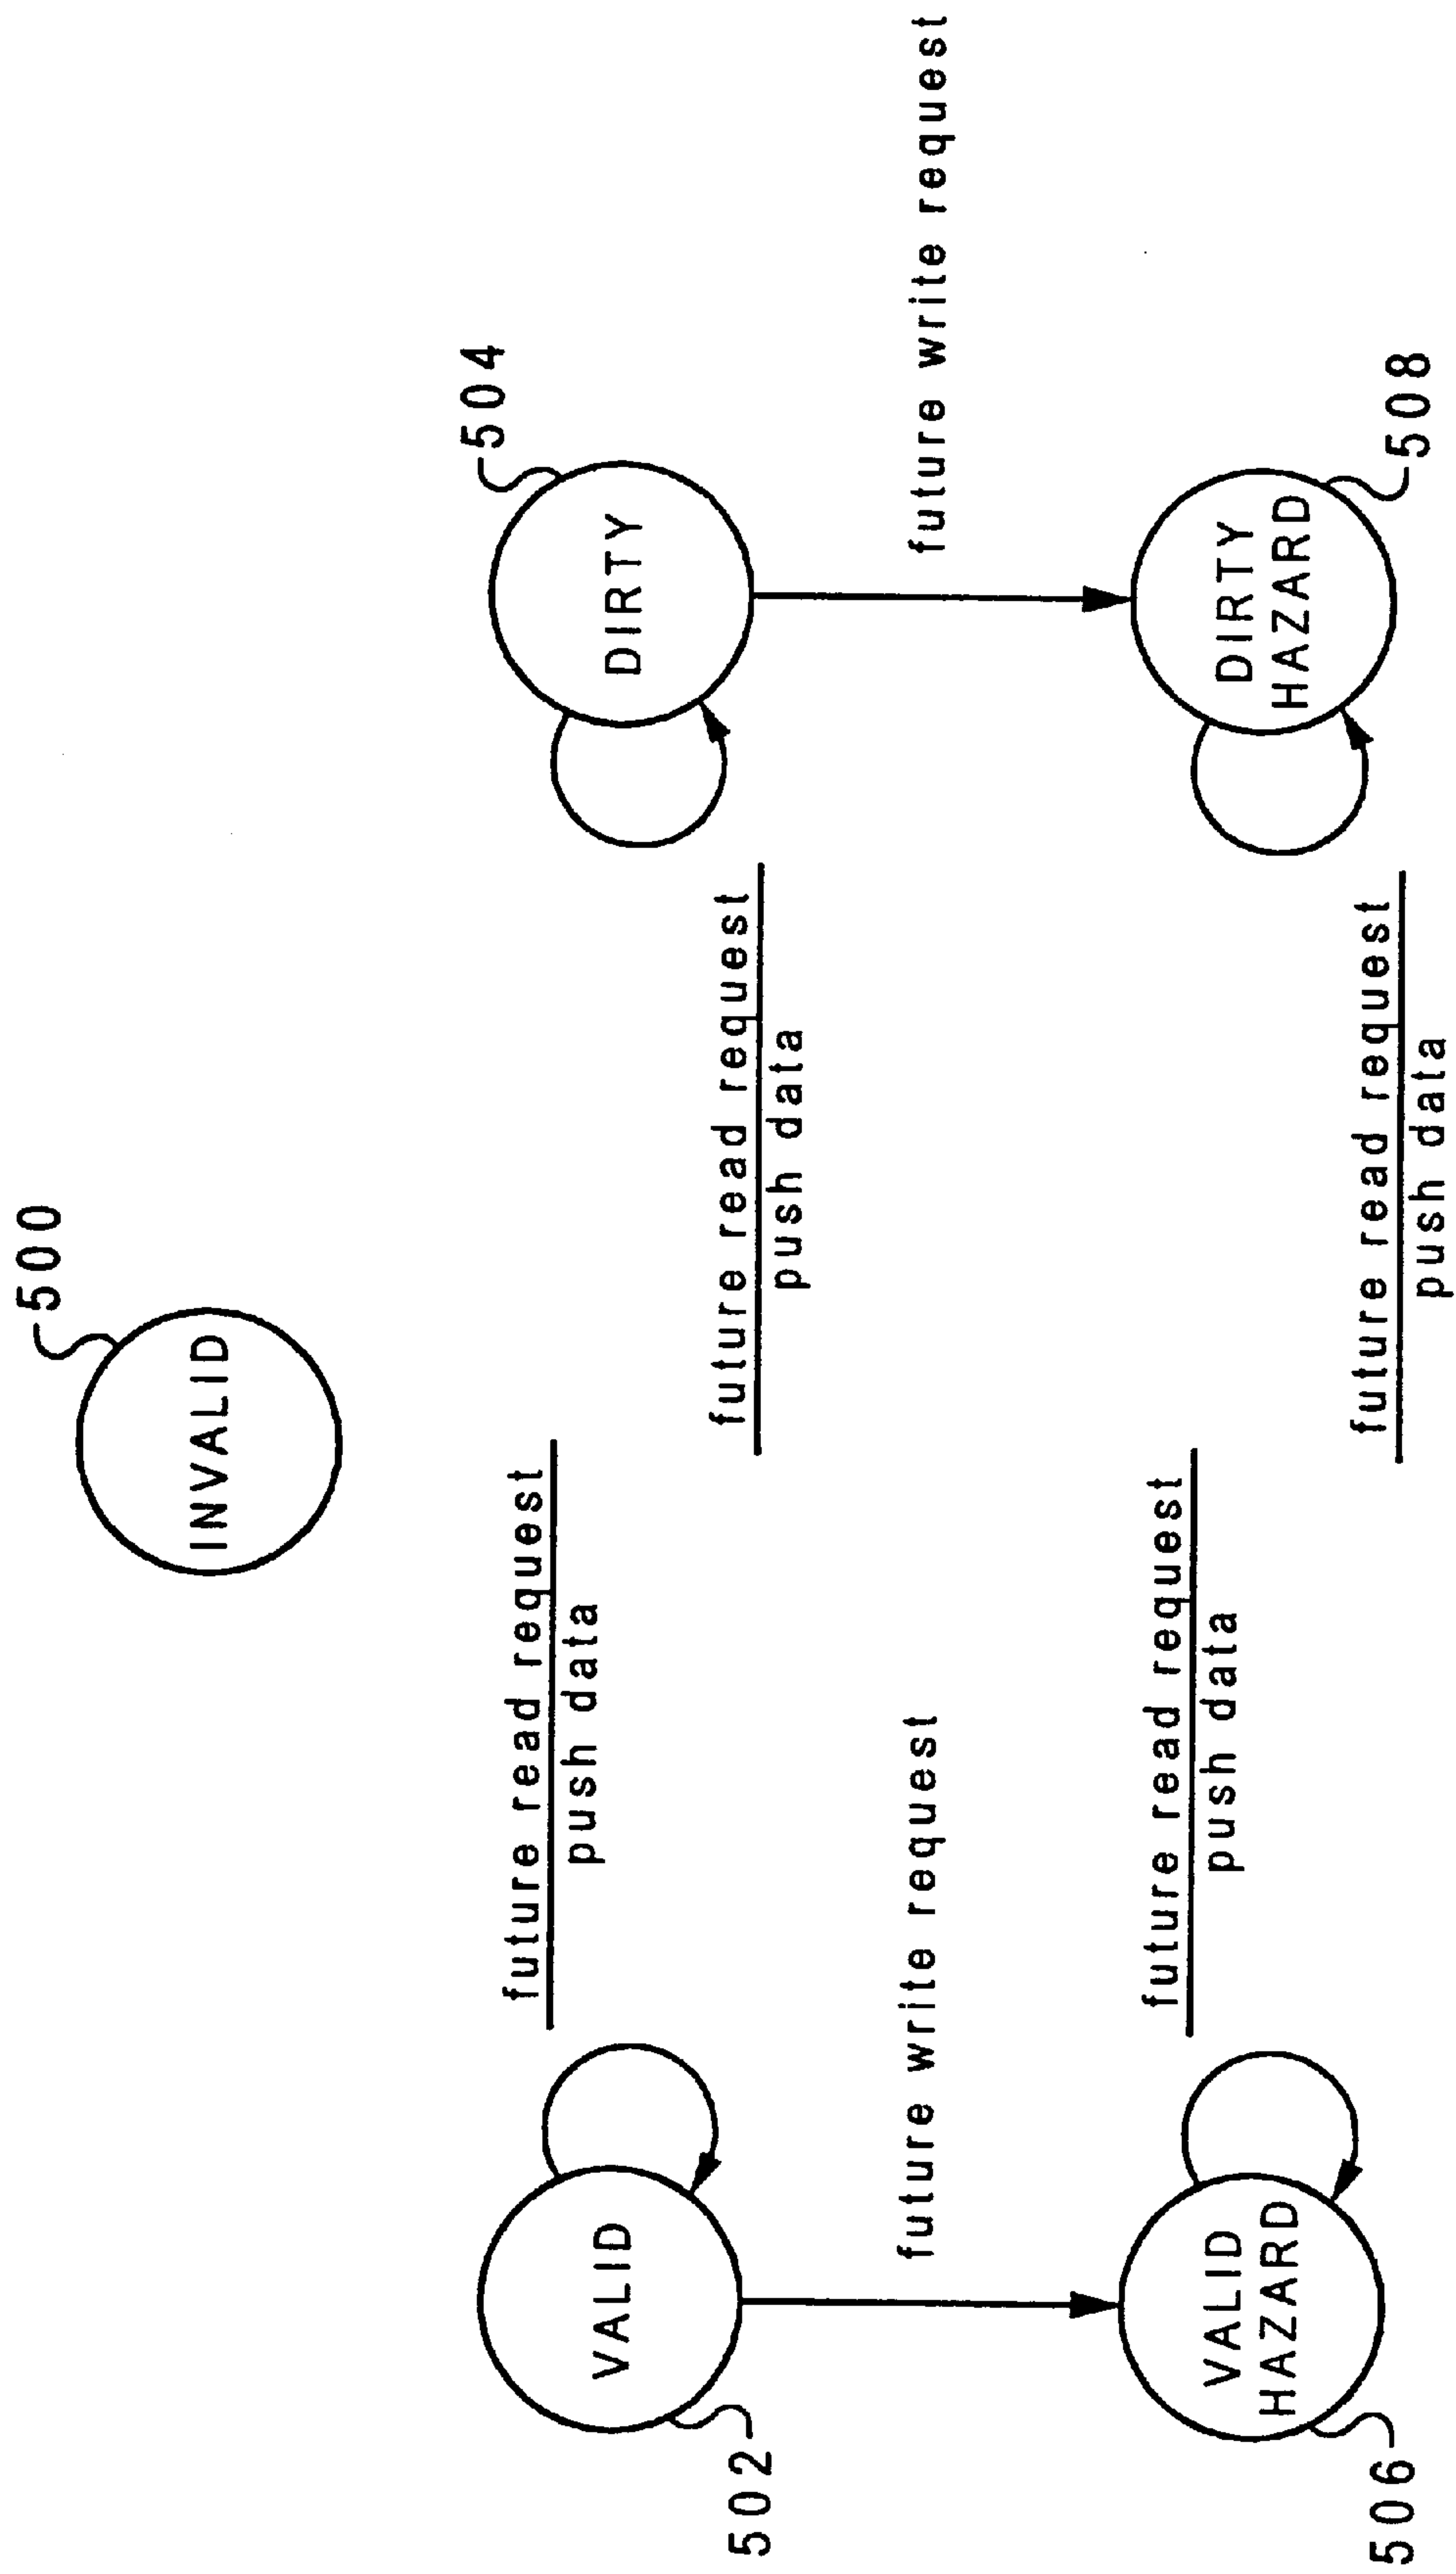 500
INVALID
504
502
VALID
future read request
push data
DIRTY
future read request
push data
future write request
future write request
VALID
HAZARD
506
future read request
push data
DIRTY
HAZARD
508
future read request
push data